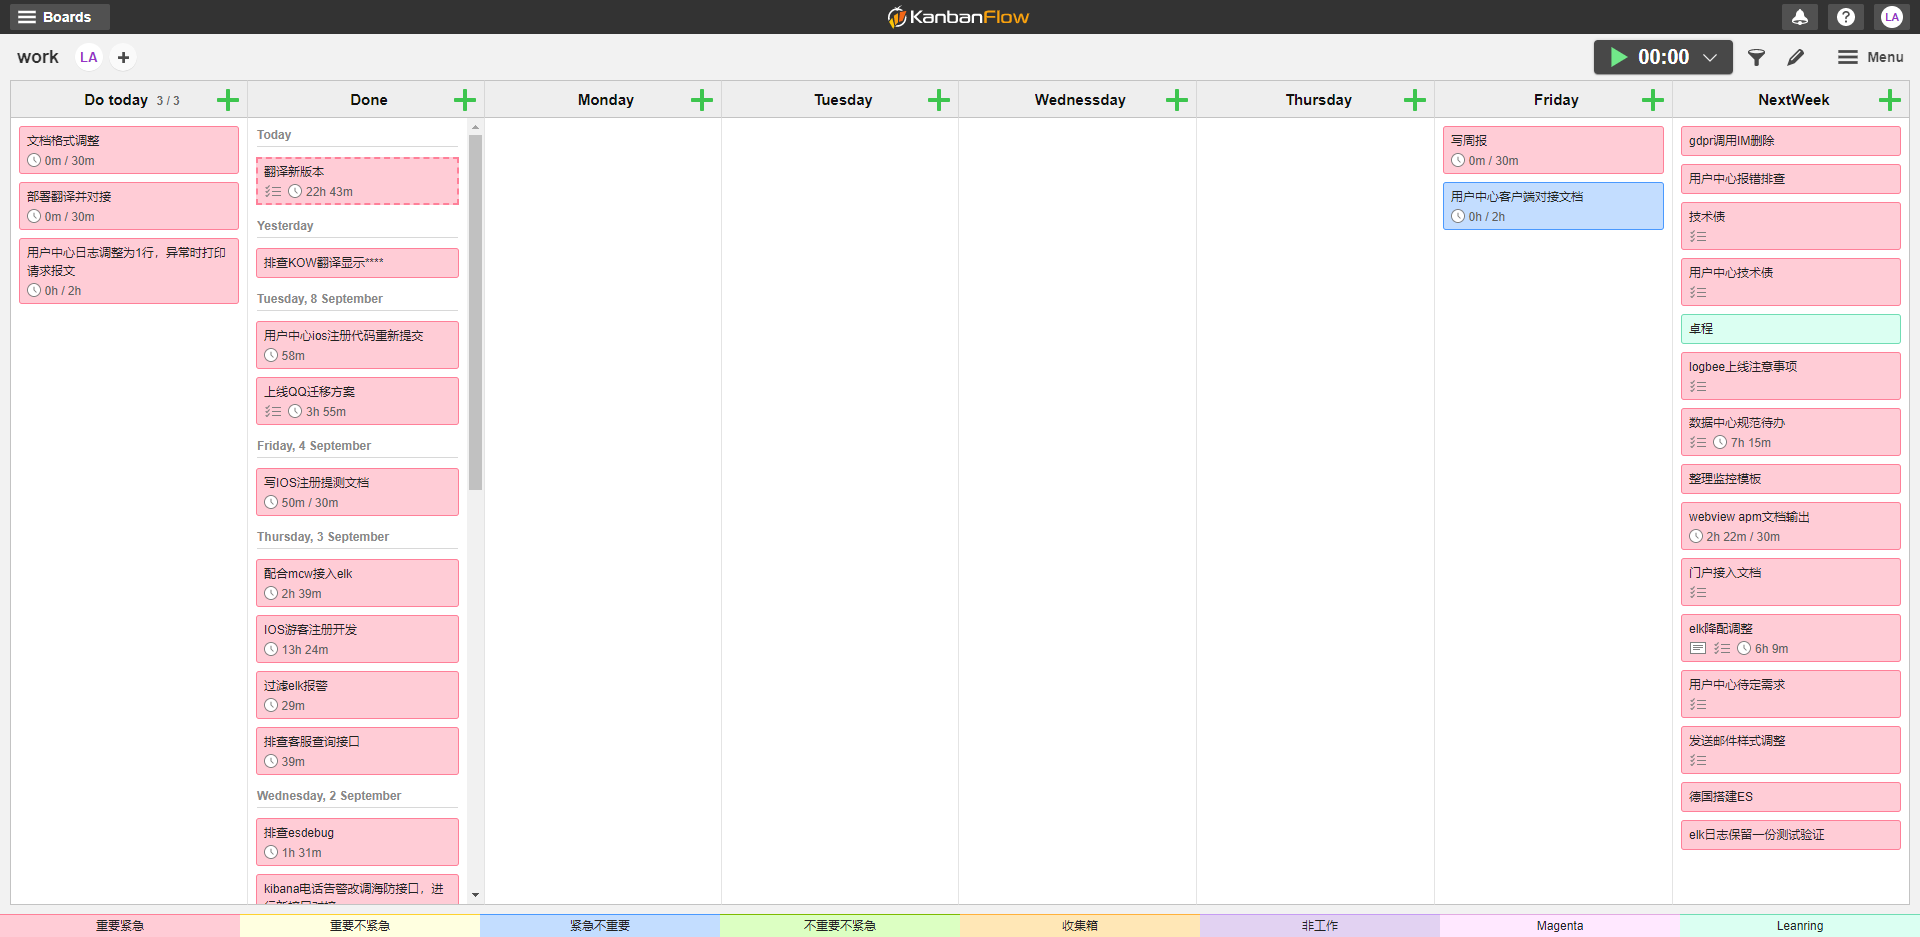 Boards
KanbanFlow
LA
work
LA
00:00
Menu
Do today 3 / 3
文档格式调整
0m / 30m
部署翻译并对接
0m / 30m
用户中心日志调整为1行，异常时打印
请求报文
0h / 2h
Done
Today
翻译新版本
22h 43m
Yesterday
排查KOW翻译显示****
Tuesday, 8 September
用户中心ios注册代码重新提交
58m
上线QQ迁移方案
3h 55m
Friday, 4 September
写IOS注册提测文档
50m / 30m
Thursday, 3 September
配合mcw接入elk
2h 39m
IOS游客注册开发
13h 24m
过滤elk报警
29m
排查客服查询接口
39m
Wednesday, 2 September
排查esdebug
1h 31m
kibana电话告警改调海防接口，进
Monday
Tuesday
Wednessday
Thursday
Friday
写周报
0m / 30m
用户中心客户端对接文档
0h / 2h
NextWeek
gdpr调用IM删除
用户中心报错排查
技术债
用户中心技术债
卓程
logbee上线注意事项
数据中心规范待办
7h 15m
整理监控模板
webview apm文档输出
2h 22m / 30m
门户接入文档
elk降配调整
6h 9m
用户中心待定需求
发送邮件样式调整
德国搭建ES
elk日志保留一份测试验证
重要紧急
重要不紧急
紧急不重要
不重要不紧急
收集箱
非工作
Magenta
Leanring